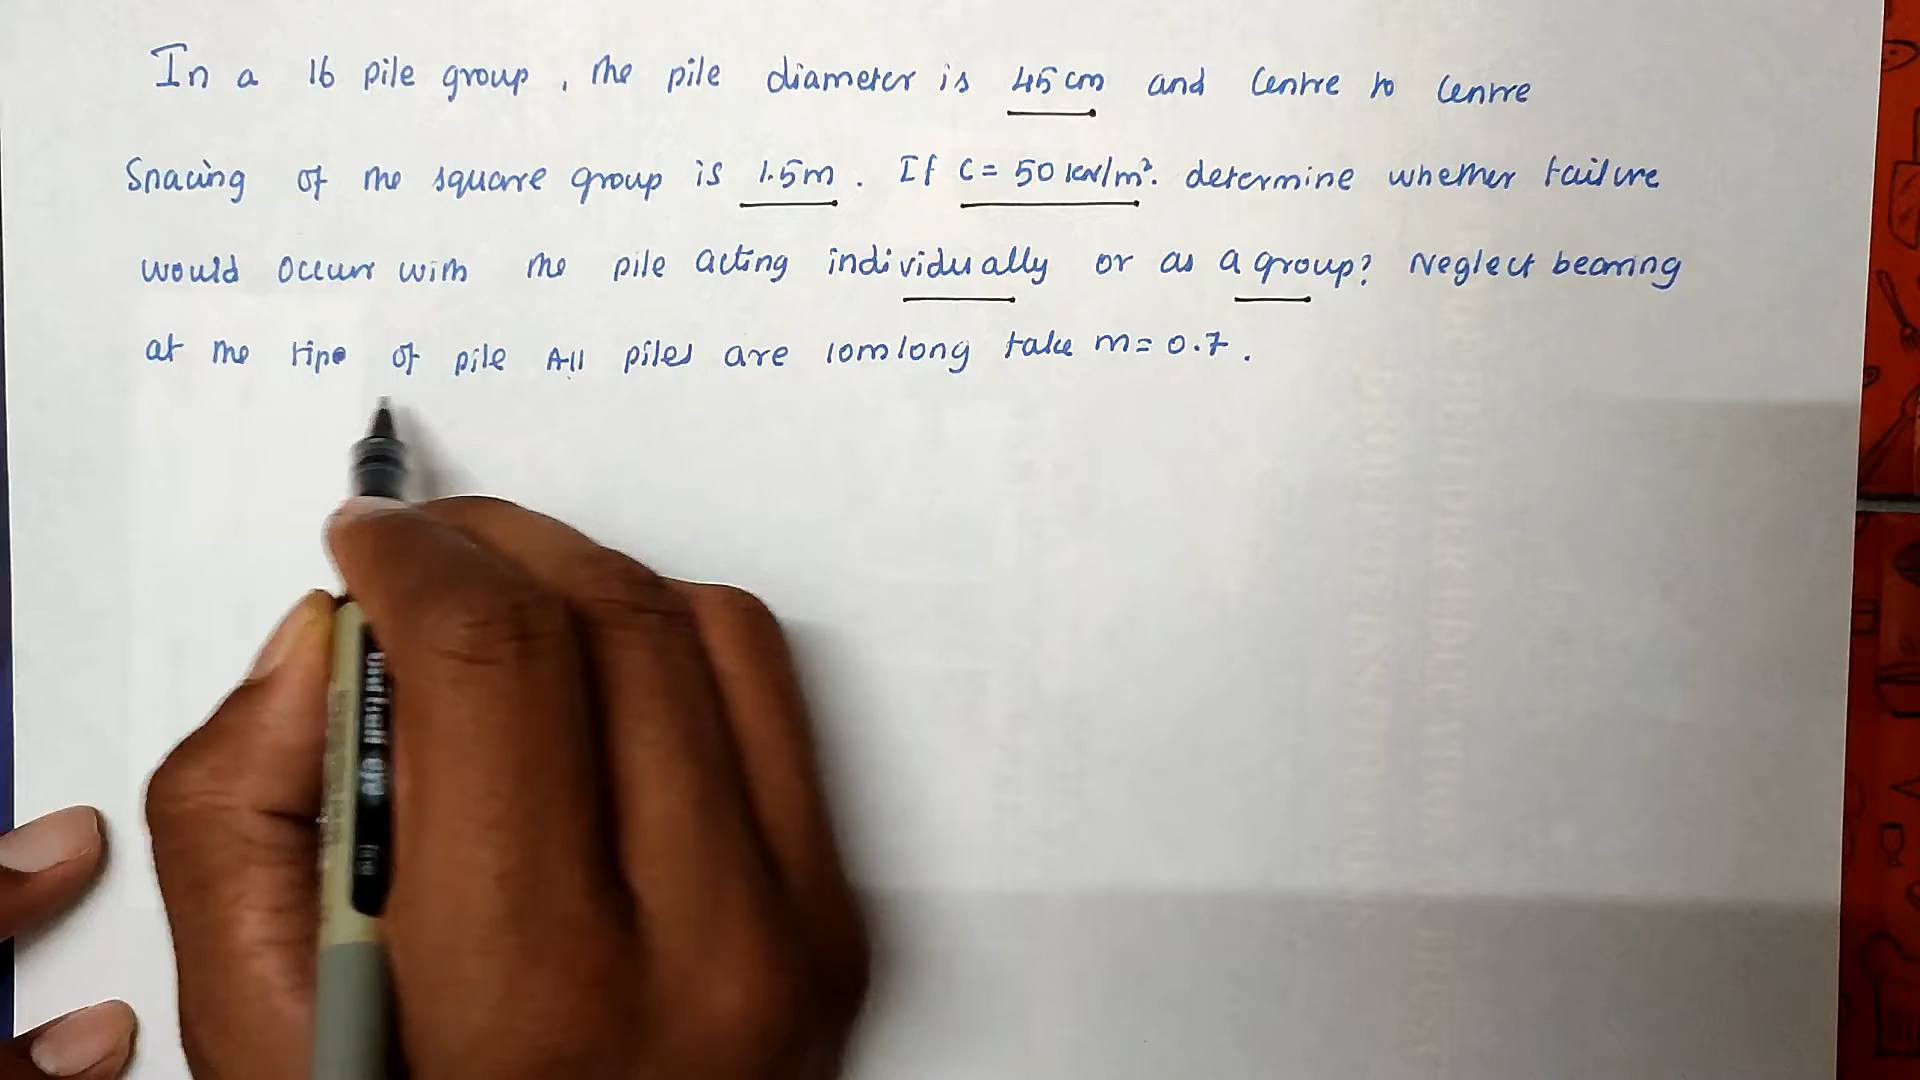 In a 16 pile group, the pile diameter is 45 cm and centre to centre
Spacing of the square group is 1.5m. If C = 50 kN/m². determine whether failure
would occur with the pile acting individually or as a group? Neglect bearing
at the tip of pile All piles are 10m long take m = 0.7.